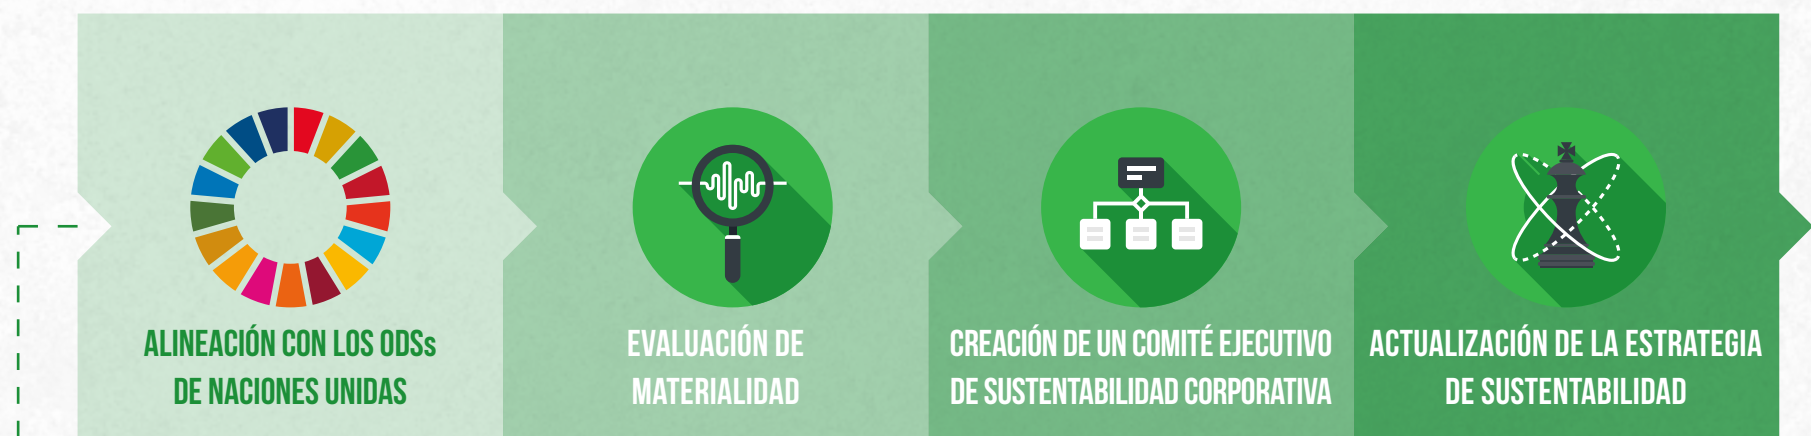 ALINEACIÓN CON LOS ODSs
DE NACIONES UNIDAS
EVALUACIÓN DE
MATERIALIDAD
CREACIÓN DE UN COMITÉ EJECUTIVO
DE SUSTENTABILIDAD CORPORATIVA
ACTUALIZACIÓN DE LA ESTRATEGIA
DE SUSTENTABILIDAD